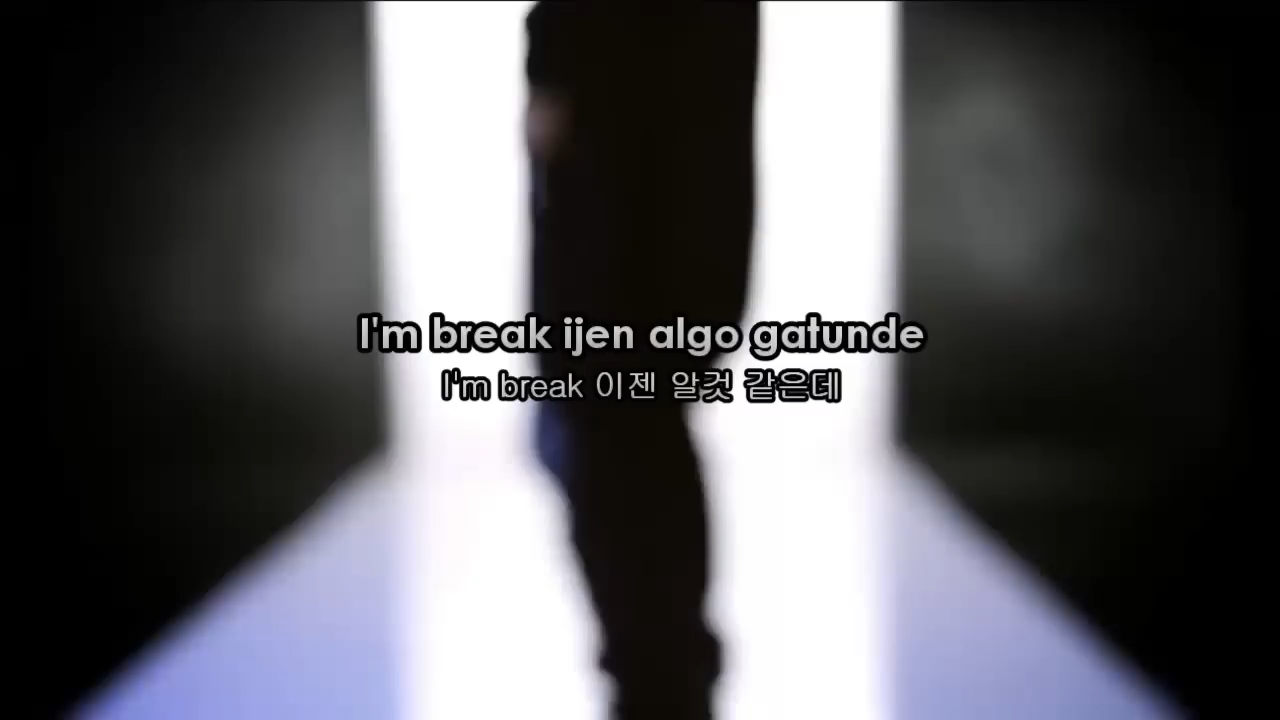 I'm break ijen algo gatunde
I'm break 이젠 알것 같은데